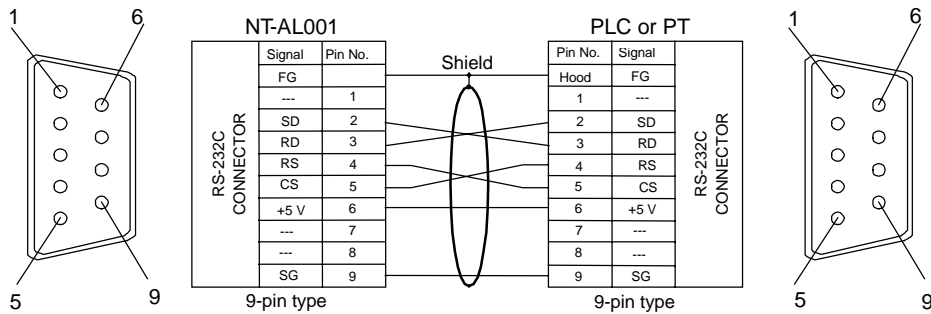 NT-AL001
PLC or PT
1
6
5
9
RS-232C
CONNECTOR
Signal Pin No.
FG
--- 1
SD 2
RD 3
RS 4
CS 5
+5 V 6
--- 7
--- 8
SG 9
9-pin type
Shield
Pin No. Signal
Hood FG
1 ---
2 SD
3 RD
4 RS
5 CS
6 +5 V
7 ---
8 ---
9 SG
RS-232C
CONNECTOR
9-pin type
1
6
5
9